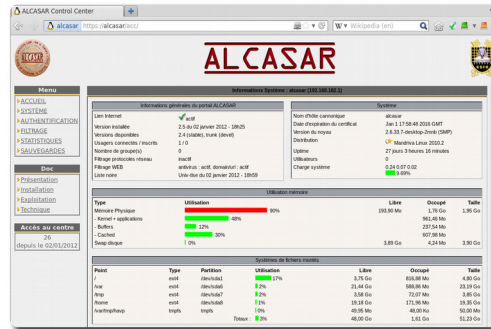 ALCASAR Control Center
alcasar https://alcasar/acc/
Wikipedia (en)
ALCASAR
Menu
ACCUEIL
SYSTÈME
AUTHENTIFICATION
FILTRAGE
STATISTIQUES
SAUVEGARDES
Doc
Présentation
Installation
Exploitation
Technique
Accès au centre
26
depuis le 02/01/2012
Informations Système : alcasar (192.168.182.1)
Informations générales du portail ALCASAR
Lien Internet actif
Version installée 2.5 du 02 janvier 2012 - 18h25
Versions disponibles 2.4 (stable), trunk (devel)
Usagers connectés / inscrits 1 / 0
Nombre de groupe(s) 0
Filtrage protocoles réseau inactif
Filtrage WEB antivirus : actif, domain/url : actif
Liste noire Univ-tlse du 02 janvier 2012 - 18h59
Système
Nom d'hôte cannonique alcasar
Date d'expiration du certificat Jan 1 17:58:48 2016 GMT
Version du noyau 2.6.33.7-desktop-2mnb (SMP)
Distribution Mandriva Linux 2010.2
Uptime 27 jours 3 heures 16 minutes
Utilisateurs 0
Charge système 0.24 0.07 0.02
9.69%
Utilisation mémoire
Type Utilisation Libre Occupé Taille
Mémoire Physique 90% 193,90 Mo 1,76 Go 1,95 Go
- Kernel + applications 48% 961,46 Mo
- Buffers 12% 237,54 Mo
- Cached 30% 607,98 Mo
Swap disque 0% 3,89 Go 4,24 Mo 3,90 Go
Systèmes de fichiers montés
Point Type Partition Utilisation Libre Occupé Taille
/ ext4 /dev/sda1 17% 3,75 Go 816,88 Mo 4,80 Go
/var ext4 /dev/sda6 2% 21,44 Go 588,86 Mo 23,19 Go
/tmp ext4 /dev/sda7 2% 3,58 Go 72,07 Mo 3,85 Go
/home ext4 /dev/sda8 1% 18,18 Go 171,96 Mo 19,35 Go
/var/tmp/havp tmpfs 0% 49,95 Mo 48,00 Ko 50,00 Mo
Totaux : 3% 48,00 Go 1,61 Go 51,23 Go